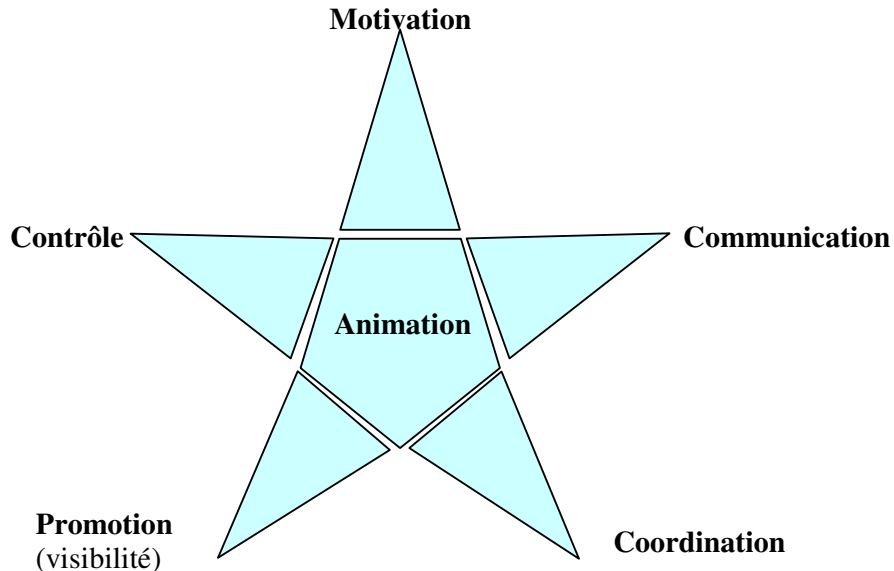 Motivation
Contrôle
Communication
Animation
Promotion
(visibilité)
Coordination